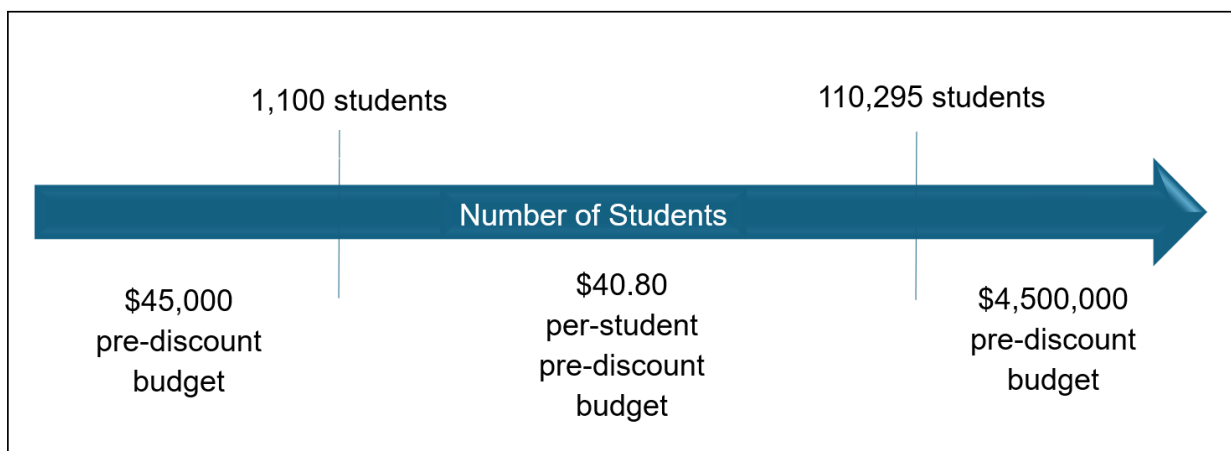 1,100 students
110,295 students
Number of Students
$45,000
pre-discount
budget
$40.80
per-student
pre-discount
budget
$4,500,000
pre-discount
budget